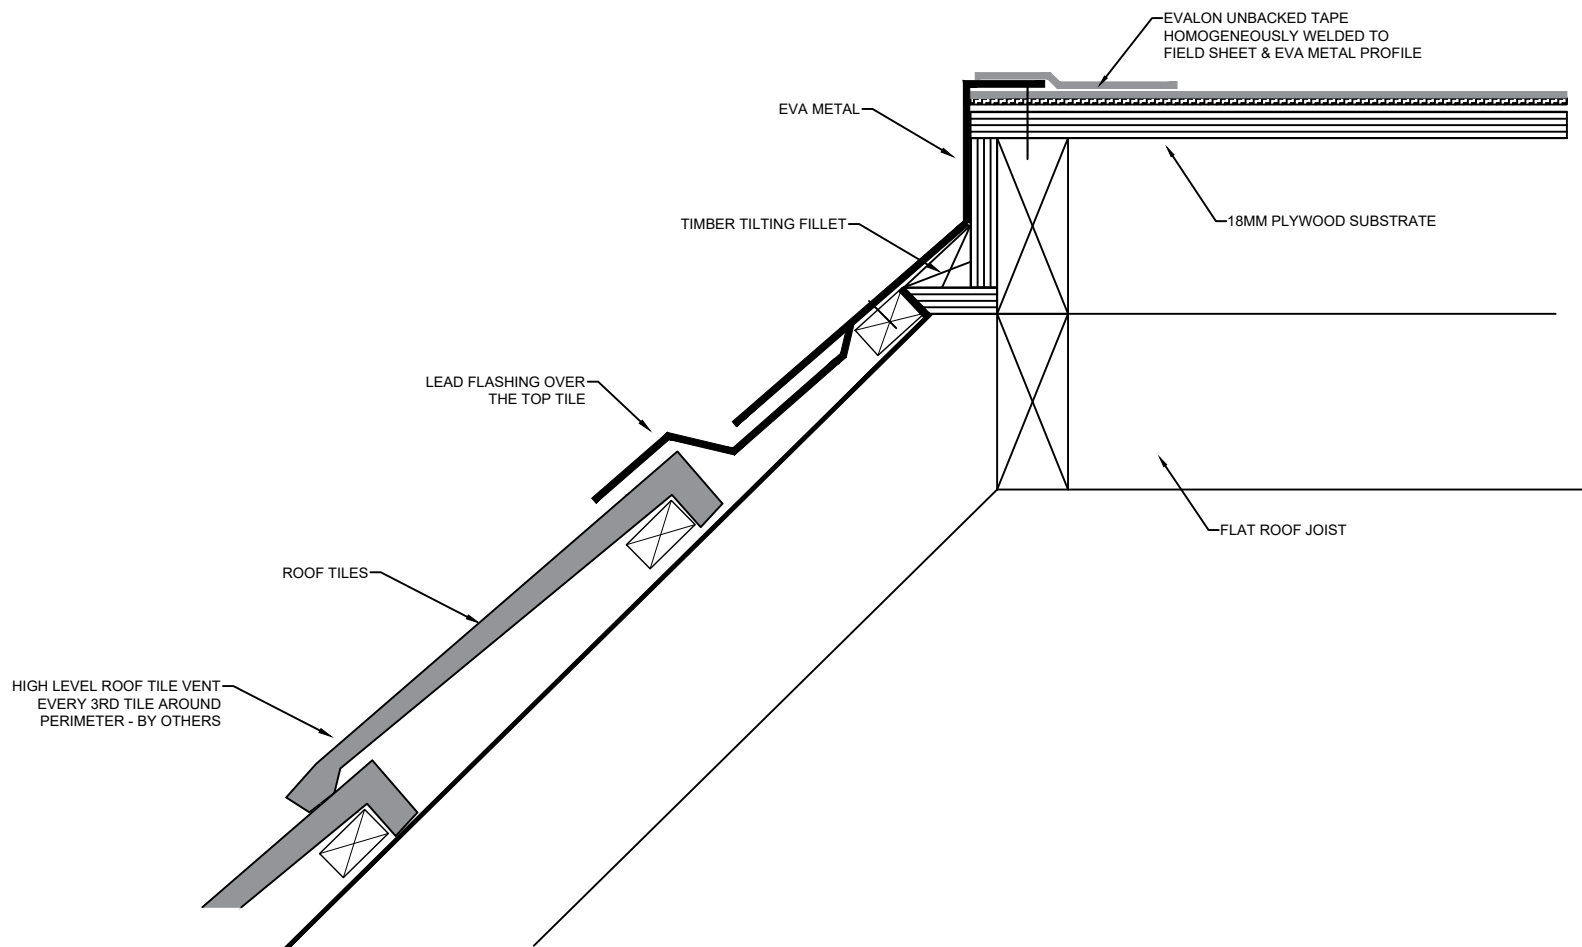 EVALON UNBACKED TAPE
HOMOGENEOUSLY WELDED TO
FIELD SHEET & EVA METAL PROFILE
EVA METAL
TIMBER TILTING FILLET
18MM PLYWOOD SUBSTRATE
LEAD FLASHING OVER
THE TOP TILE
FLAT ROOF JOIST
ROOF TILES
HIGH LEVEL ROOF TILE VENT
EVERY 3RD TILE AROUND
PERIMETER - BY OTHERS